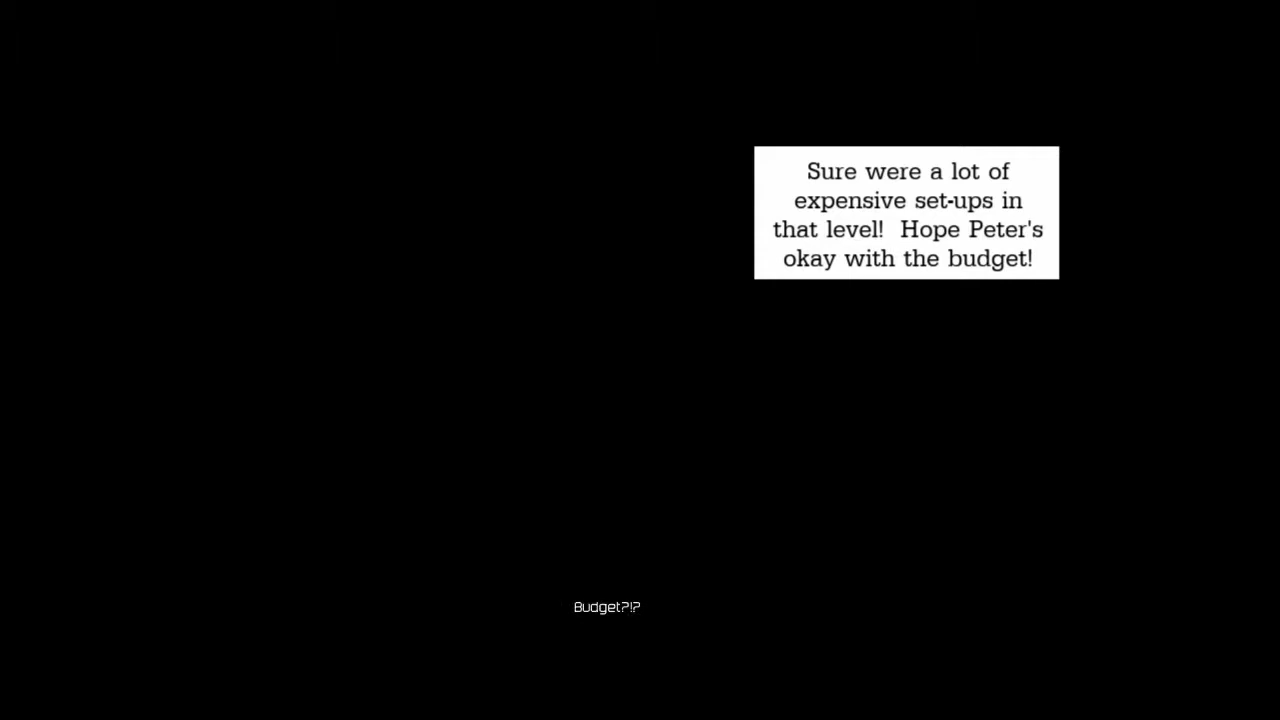 Sure were a lot of
expensive set-ups in
that level!  Hope Peter's
okay with the budget!
Budget?!?